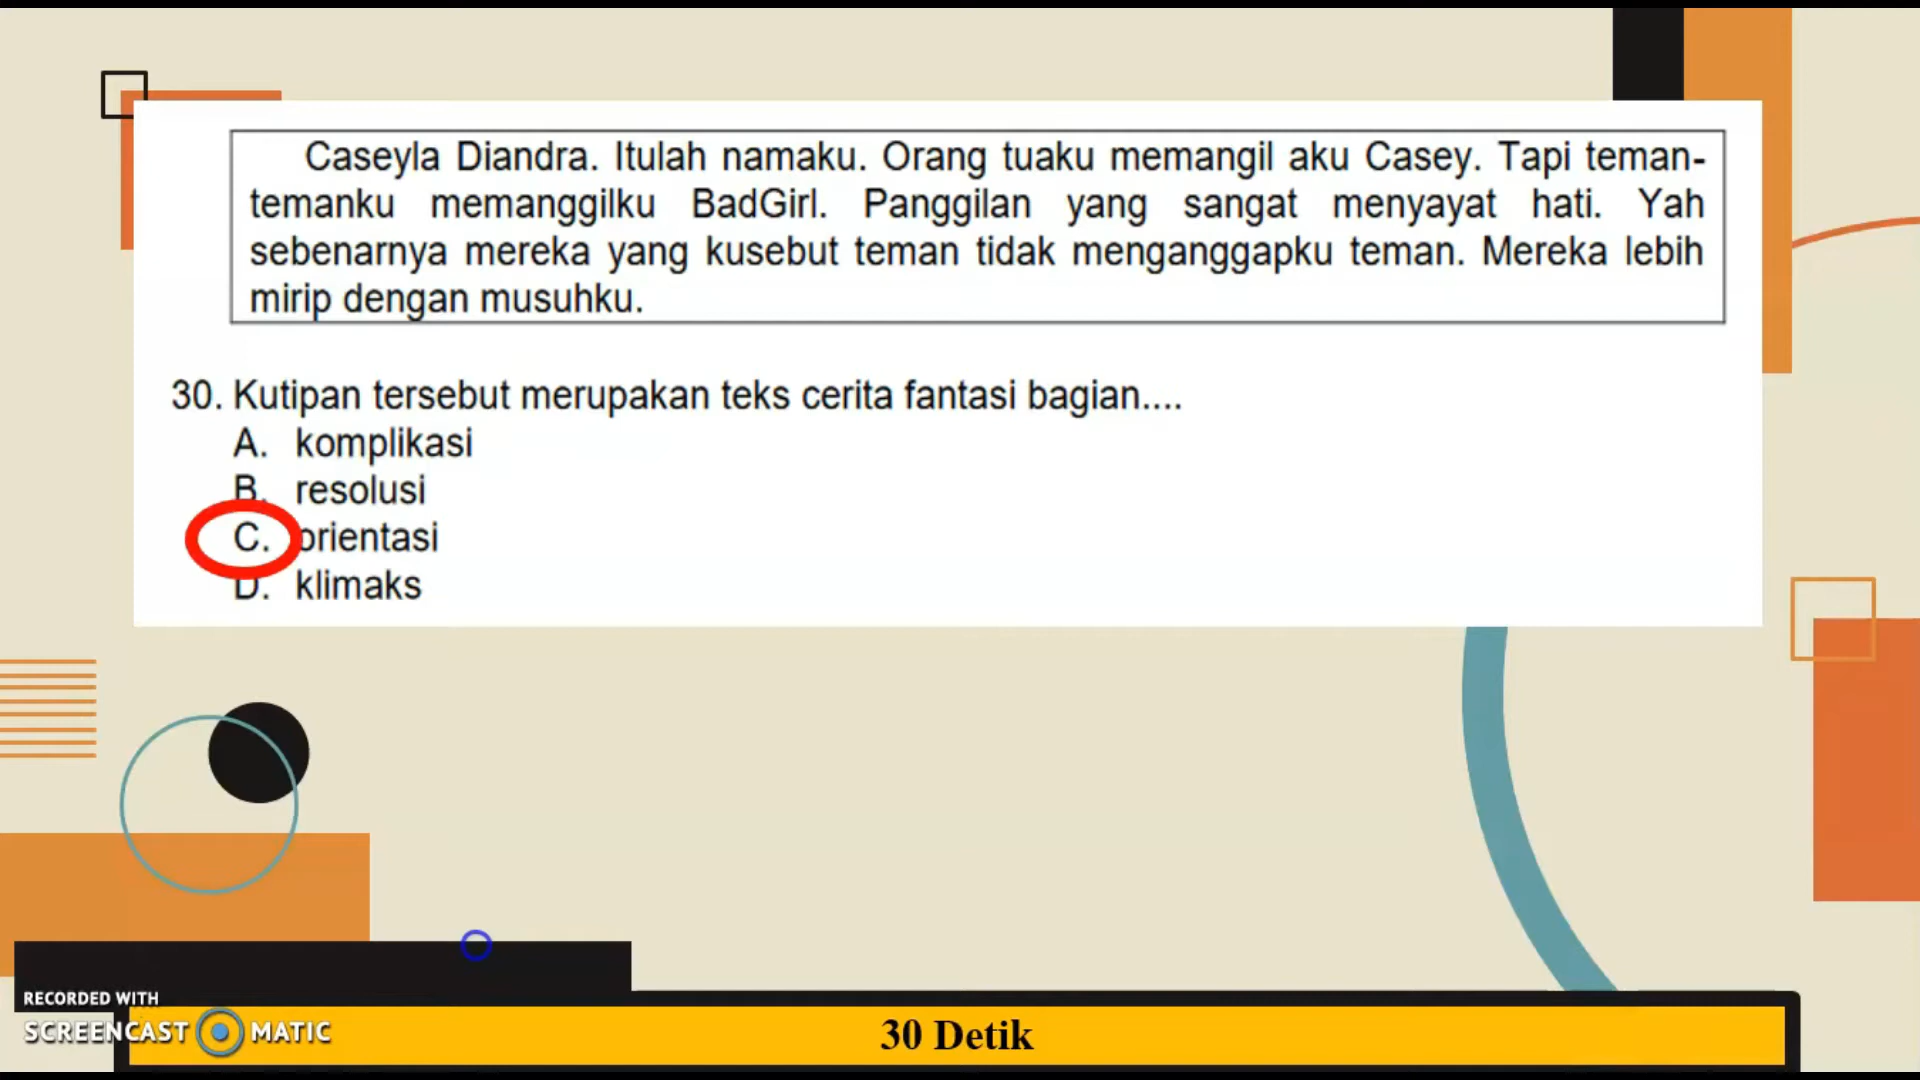 Caseyla Diandra. Itulah namaku. Orang tuaku memangil aku Casey. Tapi teman-
temanku memanggilku BadGirl. Panggilan yang sangat menyayat hati. Yah
sebenarnya mereka yang kusebut teman tidak menganggapku teman. Mereka lebih
mirip dengan musuhku.
30. Kutipan tersebut merupakan teks cerita fantasi bagian....
A. komplikasi
B. resolusi
C. orientasi
D. klimaks
30 Detik
RECORDED WITH
SCREENCAST MATIC